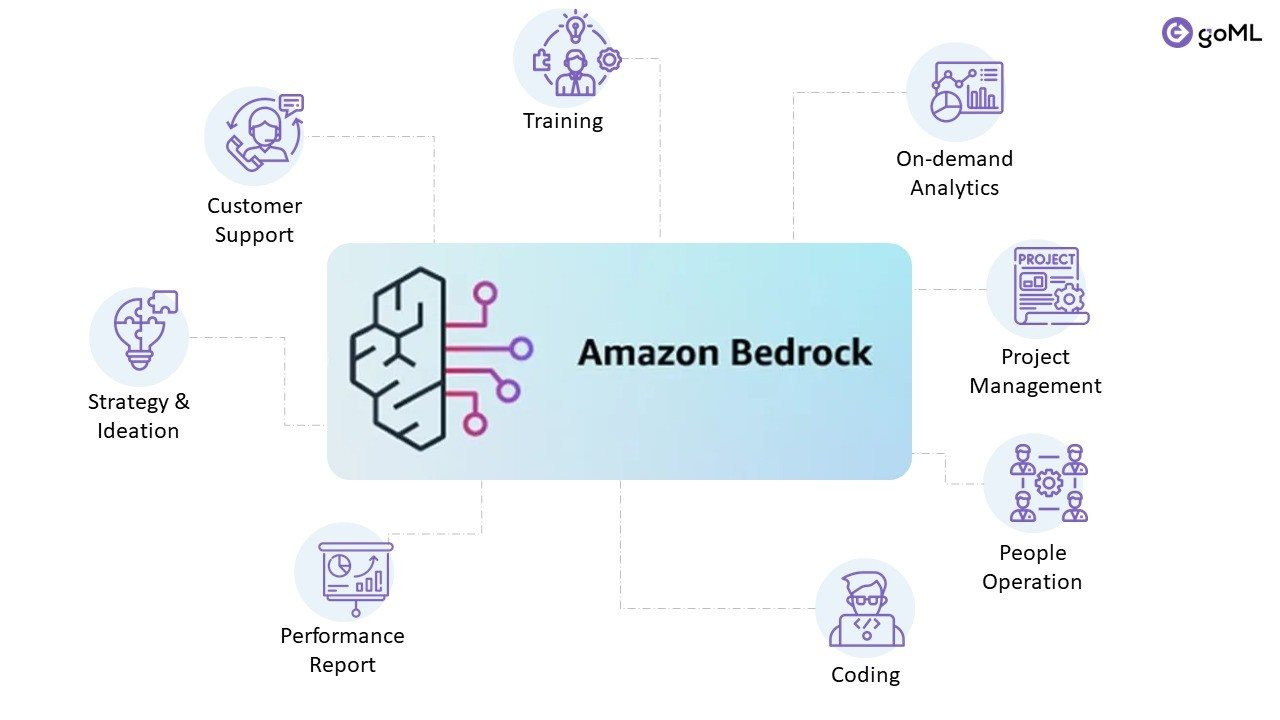 goML
Training
On-demand
Analytics
Customer
Support
PROJECT
Amazon Bedrock
Project
Management
Strategy &
Ideation
People
Operation
Performance
Report
</>
Coding